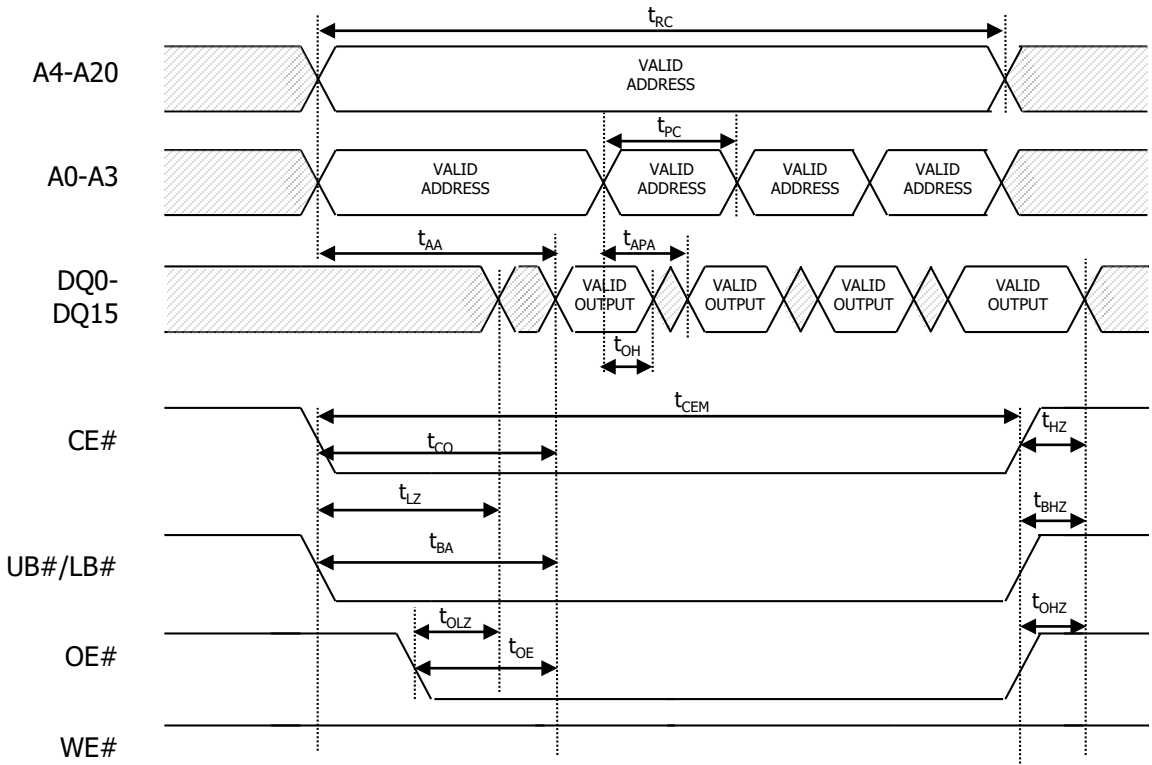 tRC
A4-A20
VALID
ADDRESS
tPC
A0-A3
VALID
ADDRESS
VALID
ADDRESS
VALID
ADDRESS
VALID
ADDRESS
tAA
tAPA
DQ0-
DQ15
VALID
OUTPUT
VALID
OUTPUT
VALID
OUTPUT
VALID
OUTPUT
tOH
tCEM
CE#
tCO
tHZ
tLZ
tBHZ
UB#/LB#
tBA
tOLZ
tOHZ
OE#
tOE
WE#